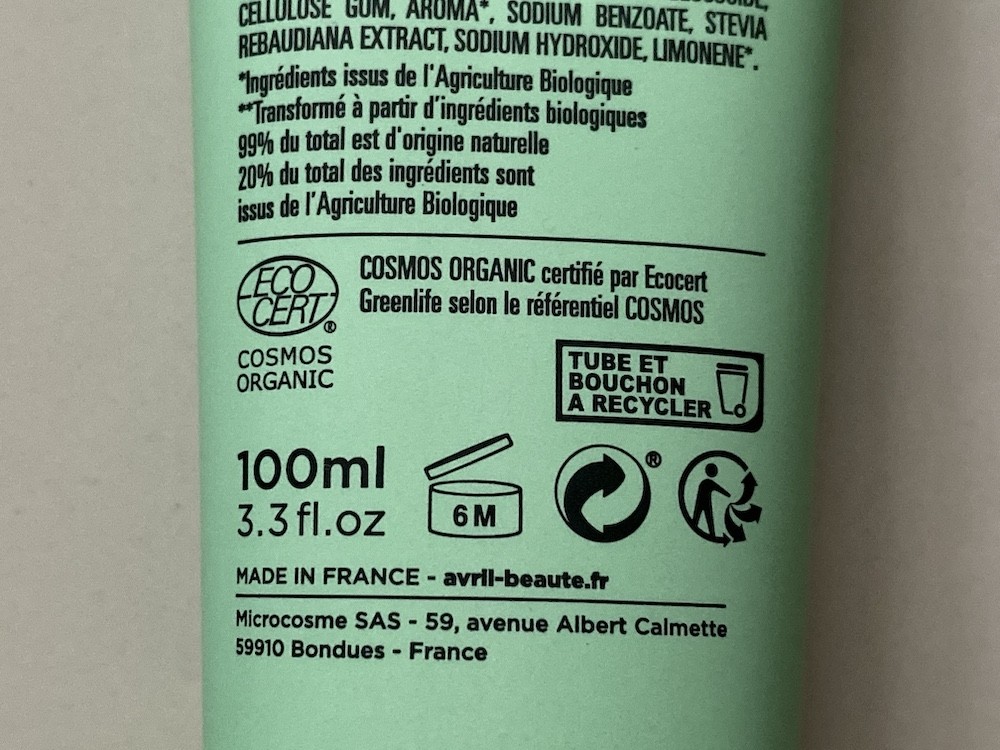 CELLULOSE GUM, AROMA*, SODIUM BENZOATE, STEVIA
REBAUDIANA EXTRACT, SODIUM HYDROXIDE, LIMONENE*.
*Ingrédients issus de l'Agriculture Biologique
**Transformé à partir d'ingrédients biologiques
99% du total est d'origine naturelle
20% du total des ingrédients sont
issus de l'Agriculture Biologique
ECO
CERT®
COSMOS
ORGANIC
COSMOS ORGANIC certifié par Ecocert
Greenlife selon le référentiel COSMOS
TUBE ET
BOUCHON
A RECYCLER
100ml
3.3 fl.oz
6 M
®
MADE IN FRANCE - avril-beaute.fr
Microcosme SAS - 59, avenue Albert Calmette
59910 Bondues - France